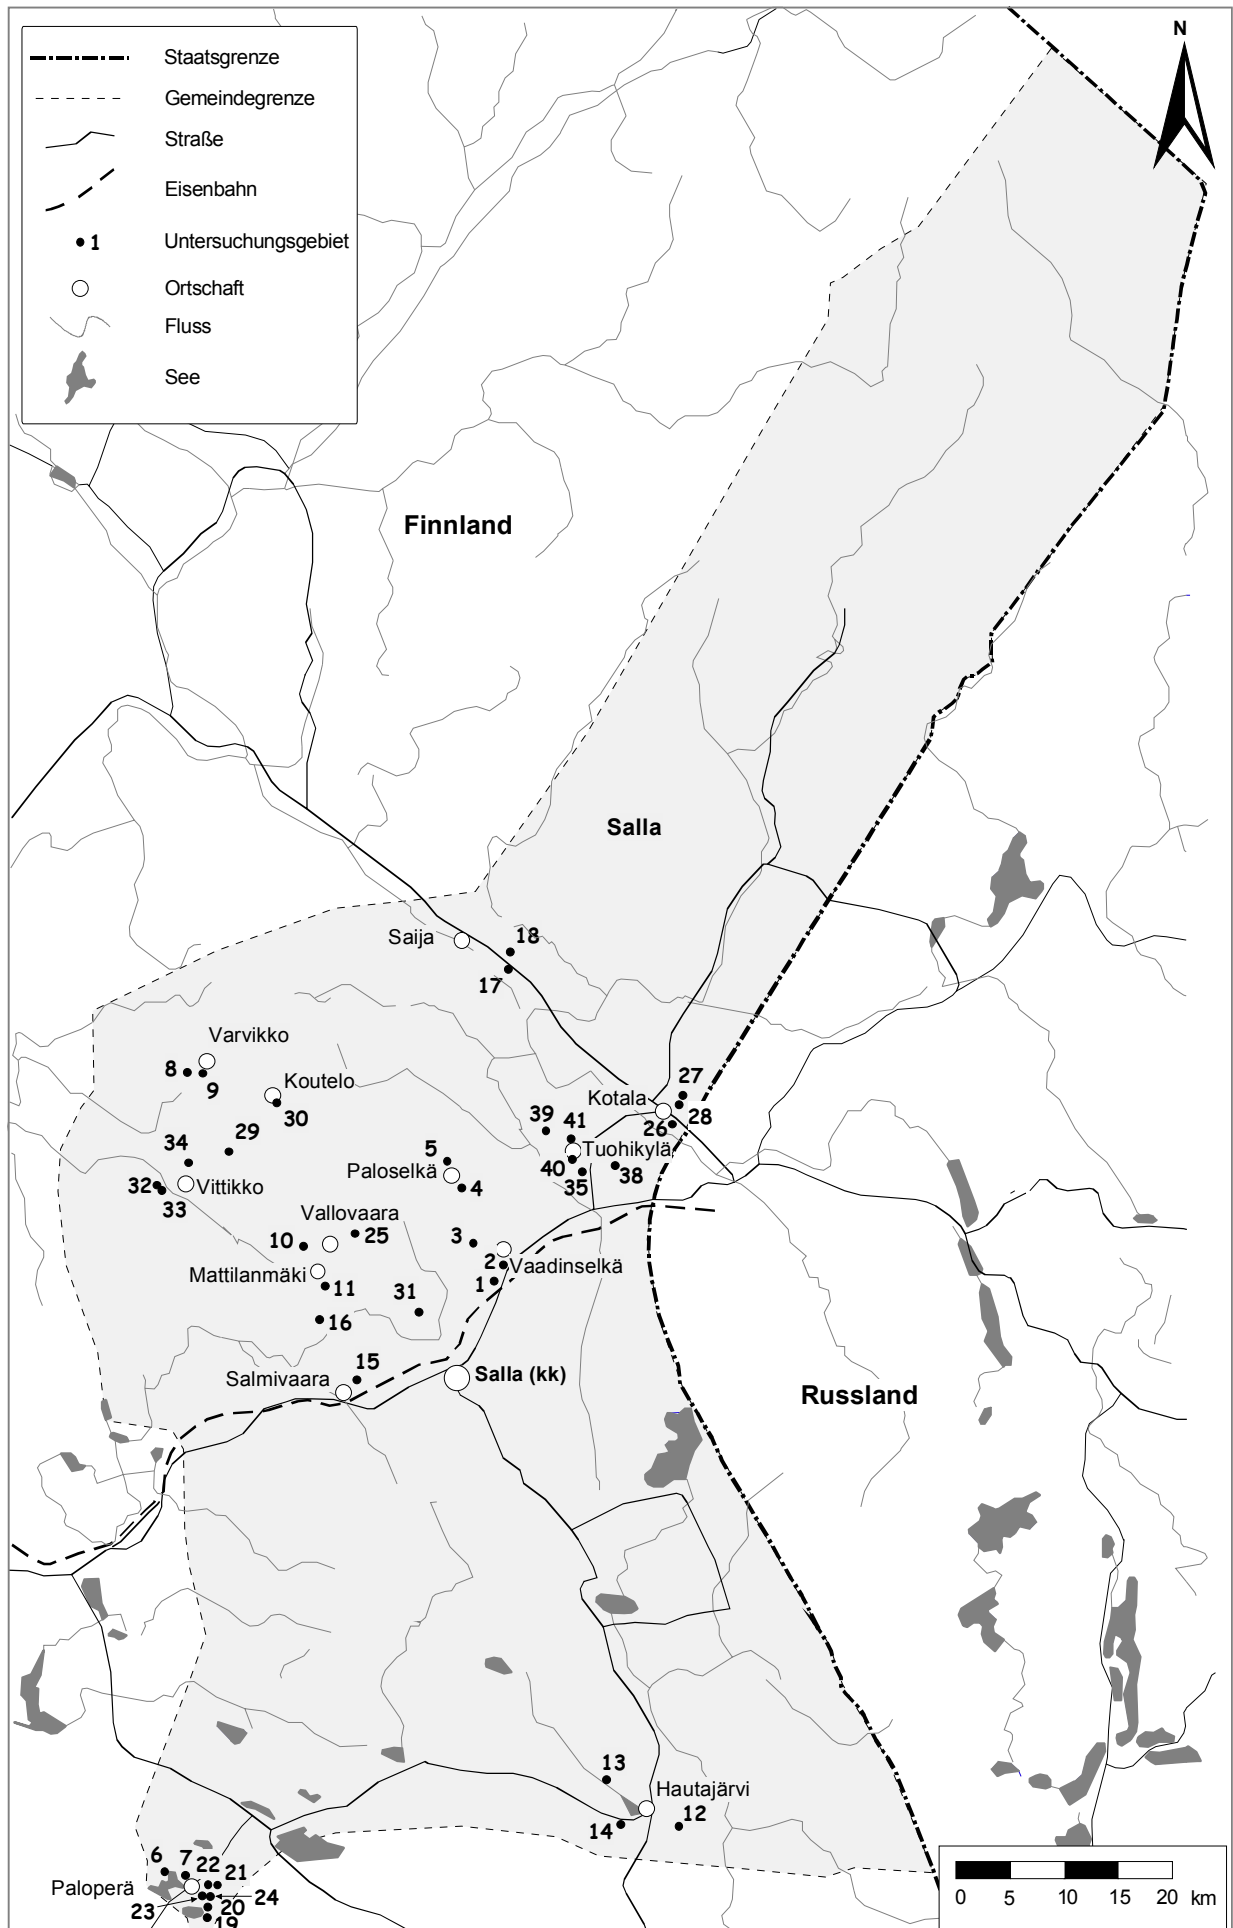 N
Staatsgrenze
Gemeindegrenze
Straße
Eisenbahn
1 Untersuchungsgebiet
Ortschaft
Fluss
See
Finnland
Salla
Saija
18
17
Varvikko
8
9
Koutelo
30
27
Kotala
28
26
39
41
Tuohikylä
40
35
38
29
34
5
Paloselkä
4
32
33
Vittikko
Vallovaara
25
10
3
2
Vaadinselkä
1
Mattilanmäki
11
31
16
15
Salmivaara
Salla (kk)
Russland
13
Hautajärvi
12
14
6
7
22
21
Paloperä
24
23
20
19
0 5 10 15 20 km